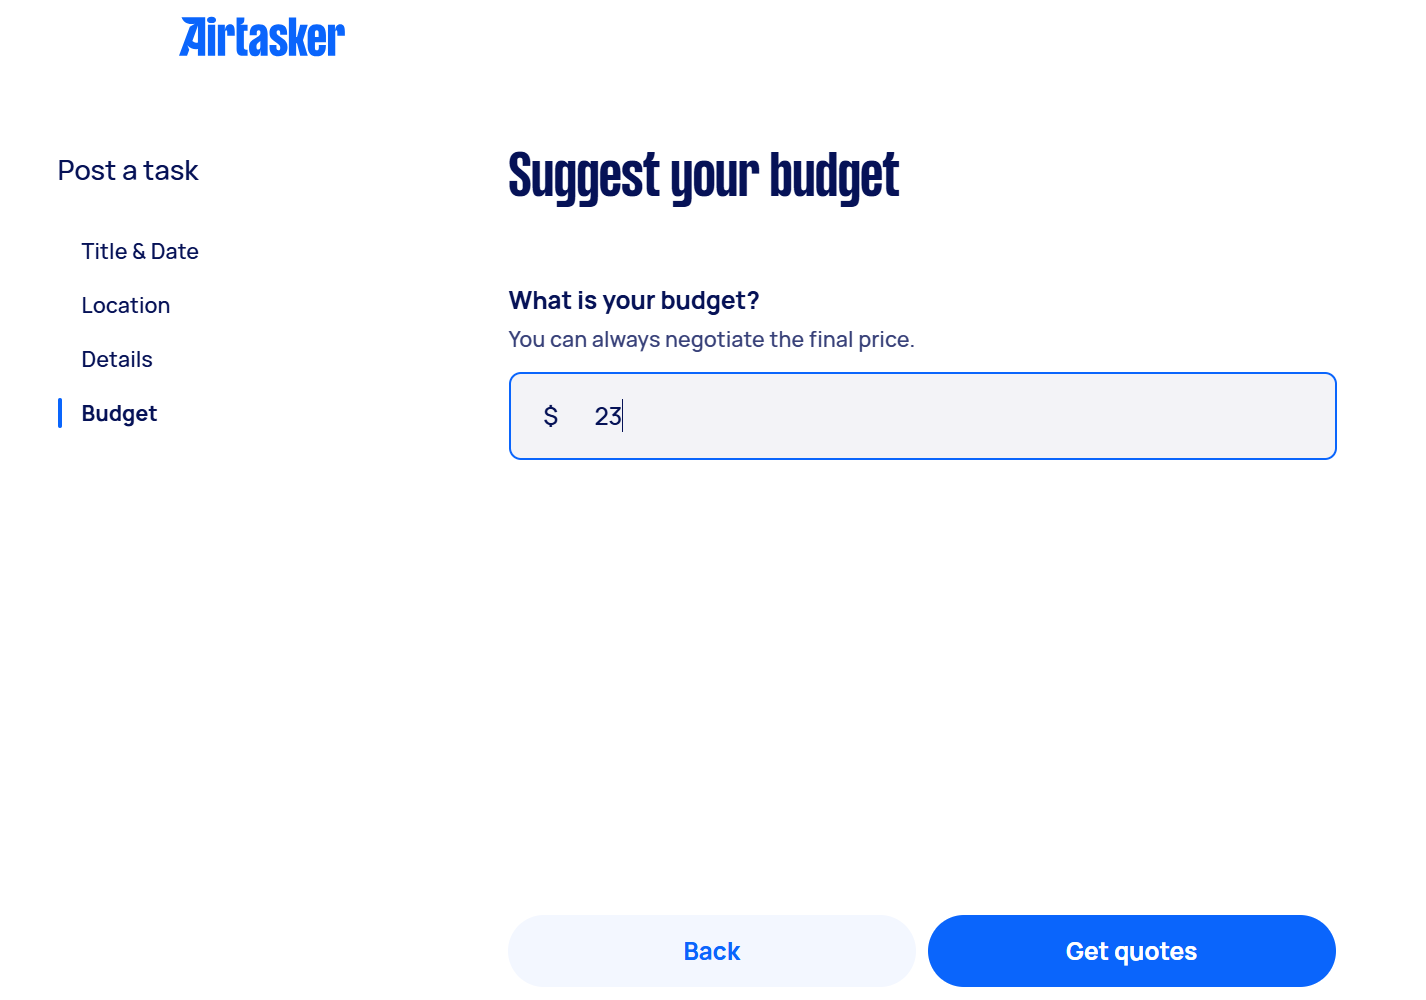 Airtasker
Post a task
Title & Date
Location
Details
Budget
Suggest your budget
What is your budget?
You can always negotiate the final price.
$ 23
Back
Get quotes